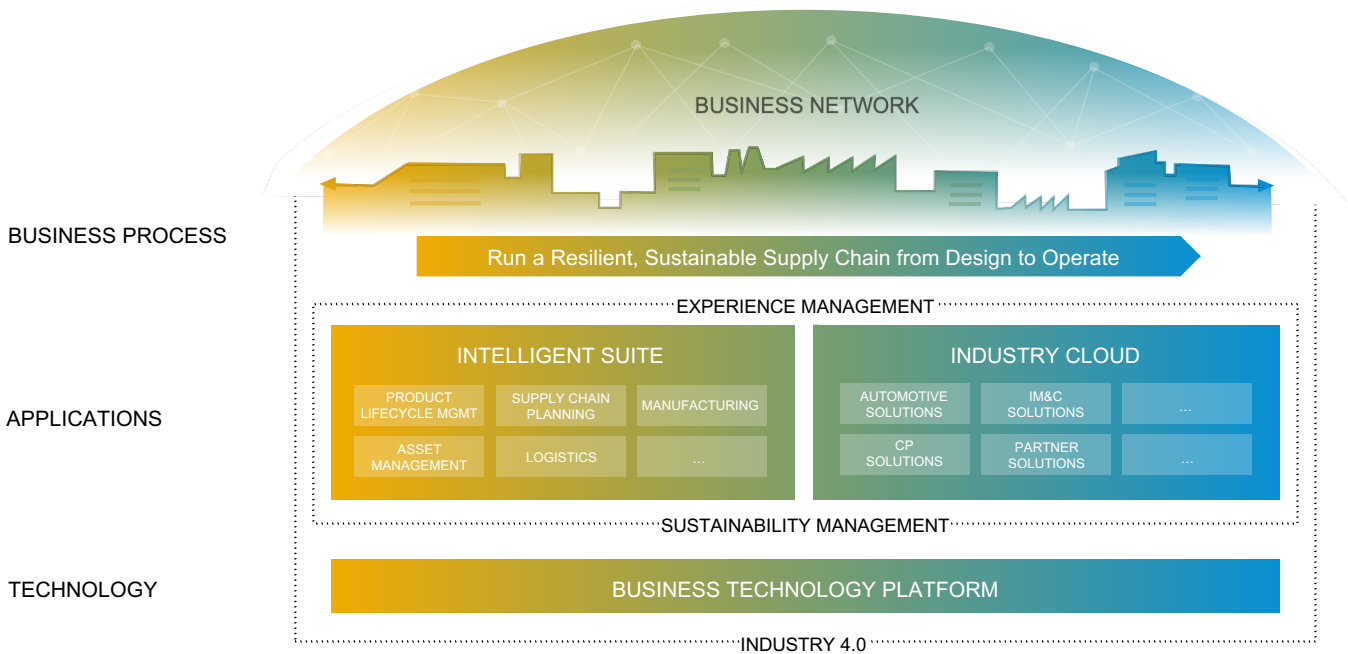 BUSINESS NETWORK
BUSINESS PROCESS
Run a Resilient, Sustainable Supply Chain from Design to Operate
EXPERIENCE MANAGEMENT
APPLICATIONS
INTELLIGENT SUITE
PRODUCT
LIFECYCLE MGMT
SUPPLY CHAIN
PLANNING
MANUFACTURING
ASSET
MANAGEMENT
LOGISTICS
...
INDUSTRY CLOUD
AUTOMOTIVE
SOLUTIONS
IM&C
SOLUTIONS
...
CP
SOLUTIONS
PARTNER
SOLUTIONS
...
SUSTAINABILITY MANAGEMENT
TECHNOLOGY
BUSINESS TECHNOLOGY PLATFORM
INDUSTRY 4.0